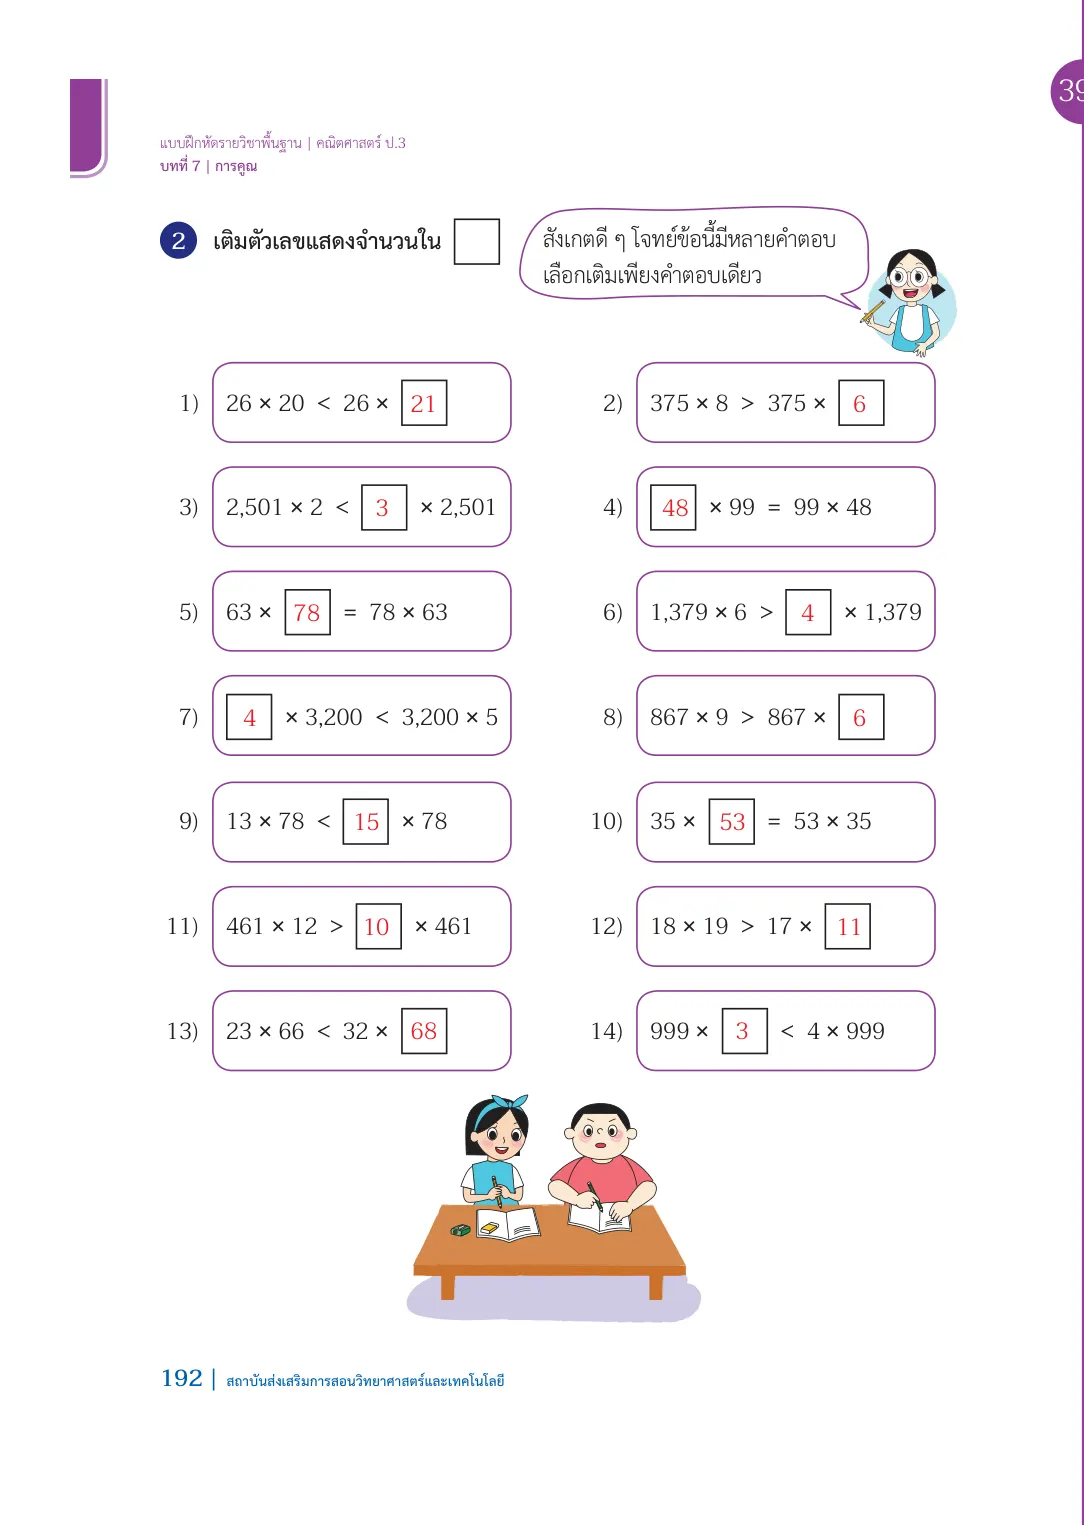 39
แบบฝึกหัดรายวิชาพื้นฐาน | คณิตศาสตร์ ป.3
บทที่ 7 | การคูณ
2 เติมตัวเลขแสดงจำนวนใน
สังเกตดี ๆ โจทย์ข้อนี้มีหลายคำตอบ
เลือกเติมเพียงคำตอบเดียว
1) 26 × 20 < 26 × 21
2) 375 × 8 > 375 × 6
3) 2,501 × 2 < 3 × 2,501
4) 48 × 99 = 99 × 48
5) 63 × 78 = 78 × 63
6) 1,379 × 6 > 4 × 1,379
7) 4 × 3,200 < 3,200 × 5
8) 867 × 9 > 867 × 6
9) 13 × 78 < 15 × 78
10) 35 × 53 = 53 × 35
11) 461 × 12 > 10 × 461
12) 18 × 19 > 17 × 11
13) 23 × 66 < 32 × 68
14) 999 × 3 < 4 × 999
192 | สถาบันส่งเสริมการสอนวิทยาศาสตร์และเทคโนโลยี